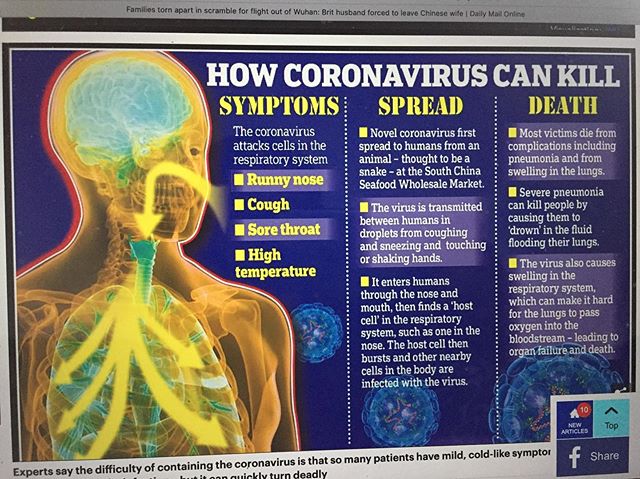 Families torn apart in scramble for flight out of Wuhan: Brit husband forced to leave Chinese wife | Daily Mail Online
HOW CORONAVIRUS CAN KILL
SYMPTOMS
The coronavirus
attacks cells in the
respiratory system
Runny nose
Cough
Sore throat
High
temperature
SPREAD
Novel coronavirus first
spread to humans from an
animal – thought to be a
snake – at the South China
Seafood Wholesale Market.
The virus is transmitted
between humans in
droplets from coughing
and sneezing and touching
or shaking hands.
It enters humans
through the nose and
mouth, then finds a 'host
cell' in the respiratory
system, such as one in the
nose. The host cell then
bursts and other nearby
cells in the body are
infected with the virus.
DEATH
Most victims die from
complications including
pneumonia and from
swelling in the lungs.
Severe pneumonia
can kill people by
causing them to
'drown' in the fluid
flooding their lungs.
The virus also causes
swelling in the
respiratory system,
which can make it hard
for the lungs to pass
oxygen into the
bloodstream – leading to
organ failure and death.
10
NEW
ARTICLES
Top
f Share
Experts say the difficulty of containing the coronavirus is that so many patients have mild, cold-like
but it can quickly turn deadly